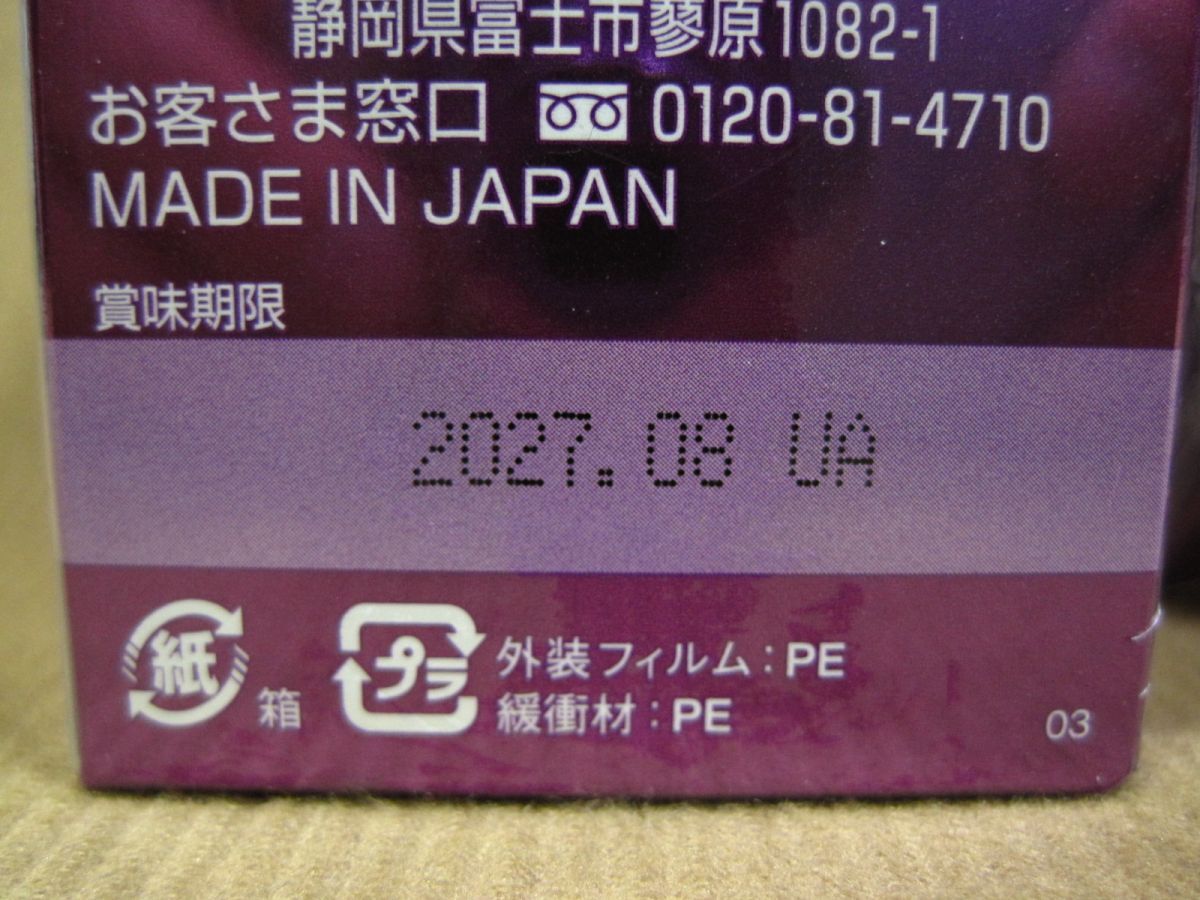 静岡県富士市蓼原1082-1
お客さま窓口 0120-81-4710
MADE IN JAPAN
賞味期限
2027.08 UA
紙 箱
プラ 外装フィルム：PE
緩衝材：PE
03